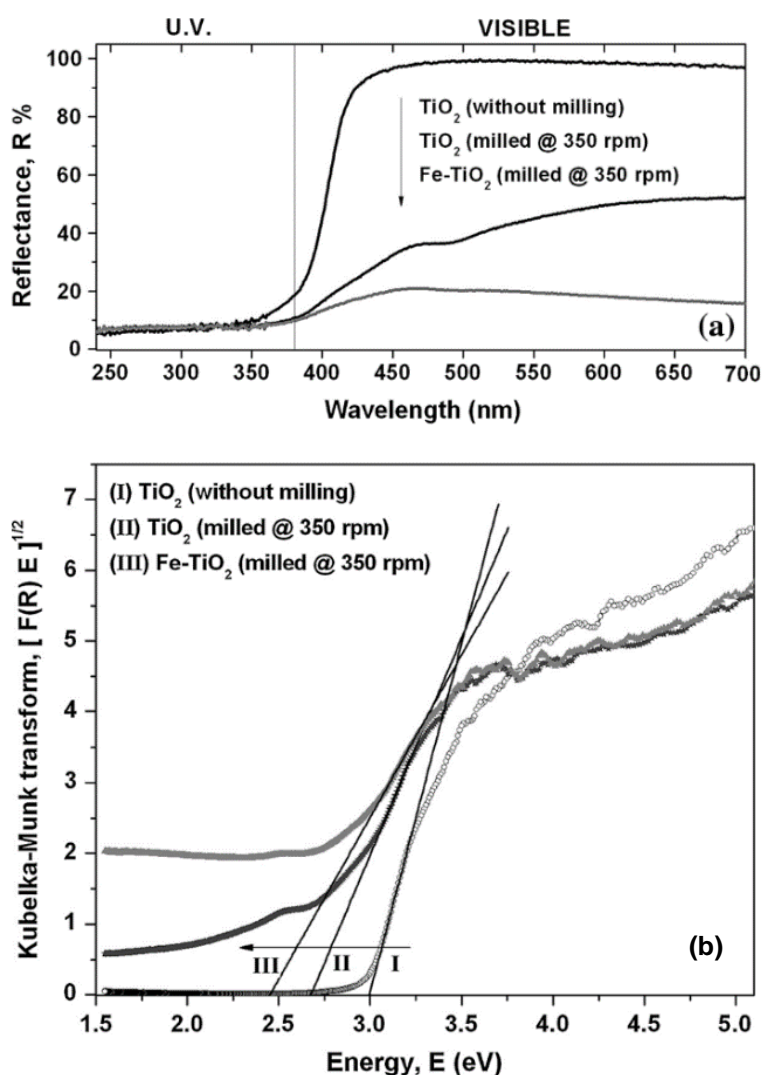 U.V. VISIBLE
100
80
60
40
20
0
Reflectance, R %
TiO2 (without milling)
TiO2 (milled @ 350 rpm)
Fe-TiO2 (milled @ 350 rpm)
(a)
250 300 350 400 450 500 550 600 650 700
Wavelength (nm)
7
6
5
4
3
2
1
0
Kubelka-Munk transform, [ F(R) E ]1/2
(I) TiO2 (without milling)
(II) TiO2 (milled @ 350 rpm)
(III) Fe-TiO2 (milled @ 350 rpm)
III II I
(b)
1.5 2.0 2.5 3.0 3.5 4.0 4.5 5.0
Energy, E (eV)